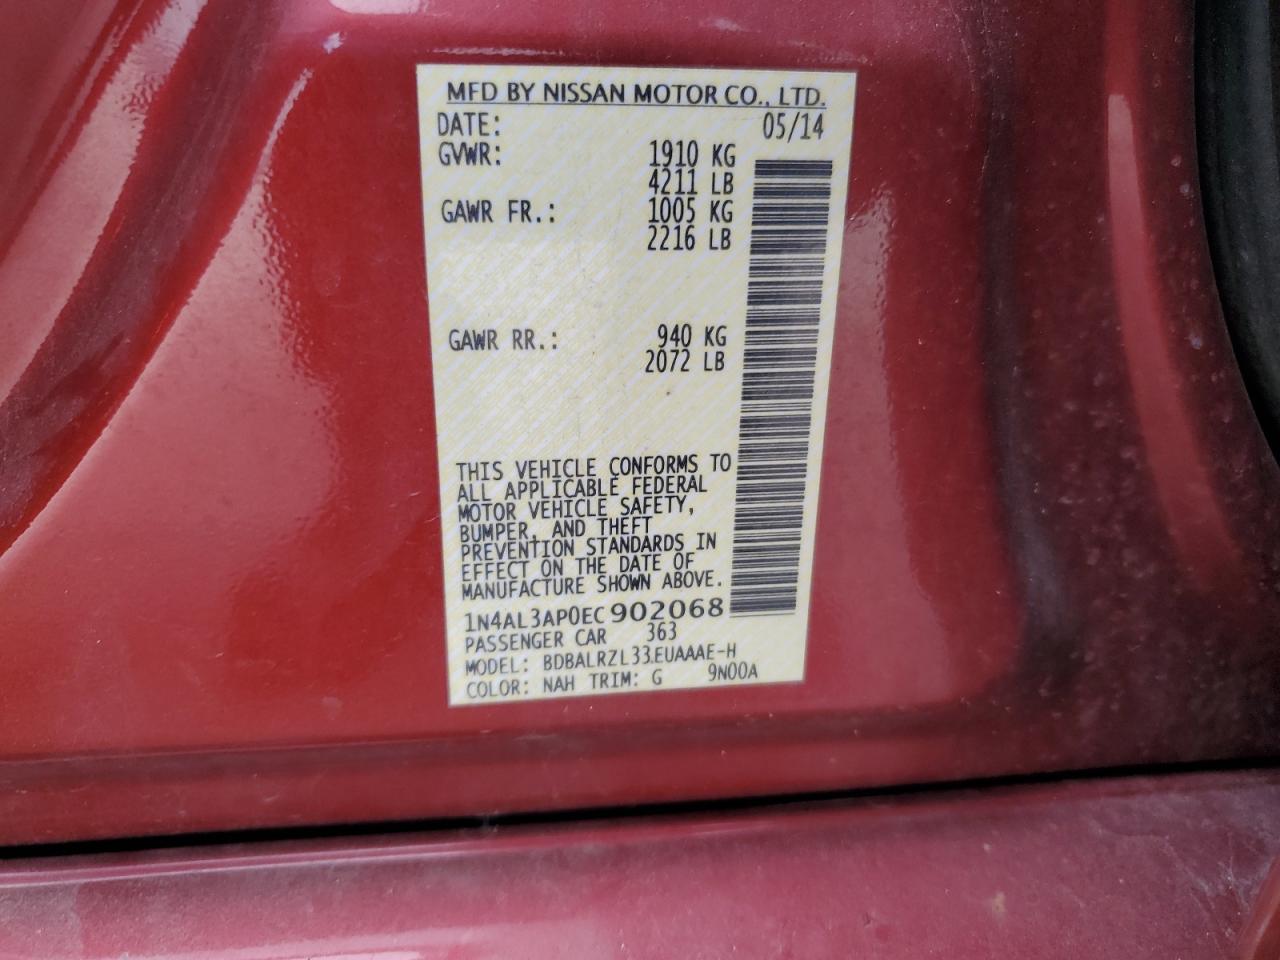 MFD BY NISSAN MOTOR CO., LTD.
DATE: 05/14
GVWR: 1910 KG
4211 LB
GAWR FR.: 1005 KG
2216 LB
GAWR RR.: 940 KG
2072 LB
THIS VEHICLE CONFORMS TO
ALL APPLICABLE FEDERAL
MOTOR VEHICLE SAFETY,
BUMPER, AND THEFT
PREVENTION STANDARDS IN
EFFECT ON THE DATE OF
MANUFACTURE SHOWN ABOVE.
1N4AL3AP0EC902068
PASSENGER CAR 363
MODEL: BDBALRZL33EUAAAE-H
COLOR: NAH TRIM: G 9N00A